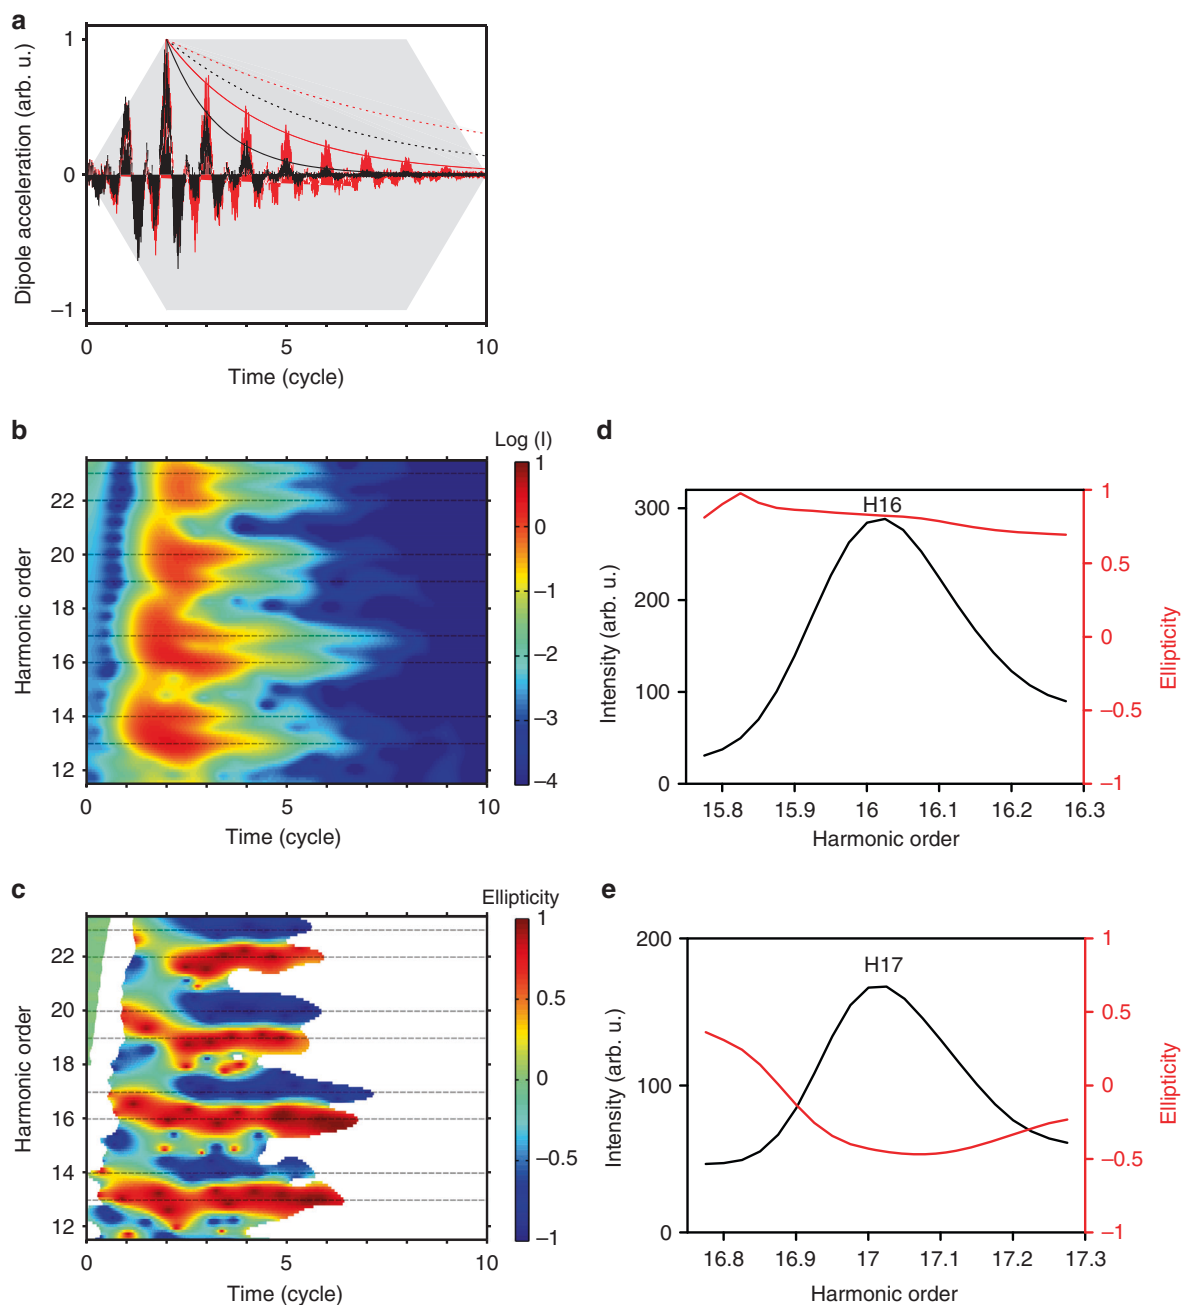 a
Dipole acceleration (arb. u.)
1
0
−1
0 5 10
Time (cycle)
b
Log (I)
Harmonic order
22
20
18
16
14
12
0 5 10
Time (cycle)
1
0
−1
−2
−3
−4
d
H16
Intensity (arb. u.)
300
200
100
0
15.8 15.9 16 16.1 16.2 16.3
Harmonic order
1
0.5
0
−0.5
−1
Ellipticity
c
Ellipticity
Harmonic order
22
20
18
16
14
12
0 5 10
Time (cycle)
1
0.5
0
−0.5
−1
e
H17
Intensity (arb. u.)
200
100
0
16.8 16.9 17 17.1 17.2 17.3
Harmonic order
1
0.5
0
−0.5
−1
Ellipticity